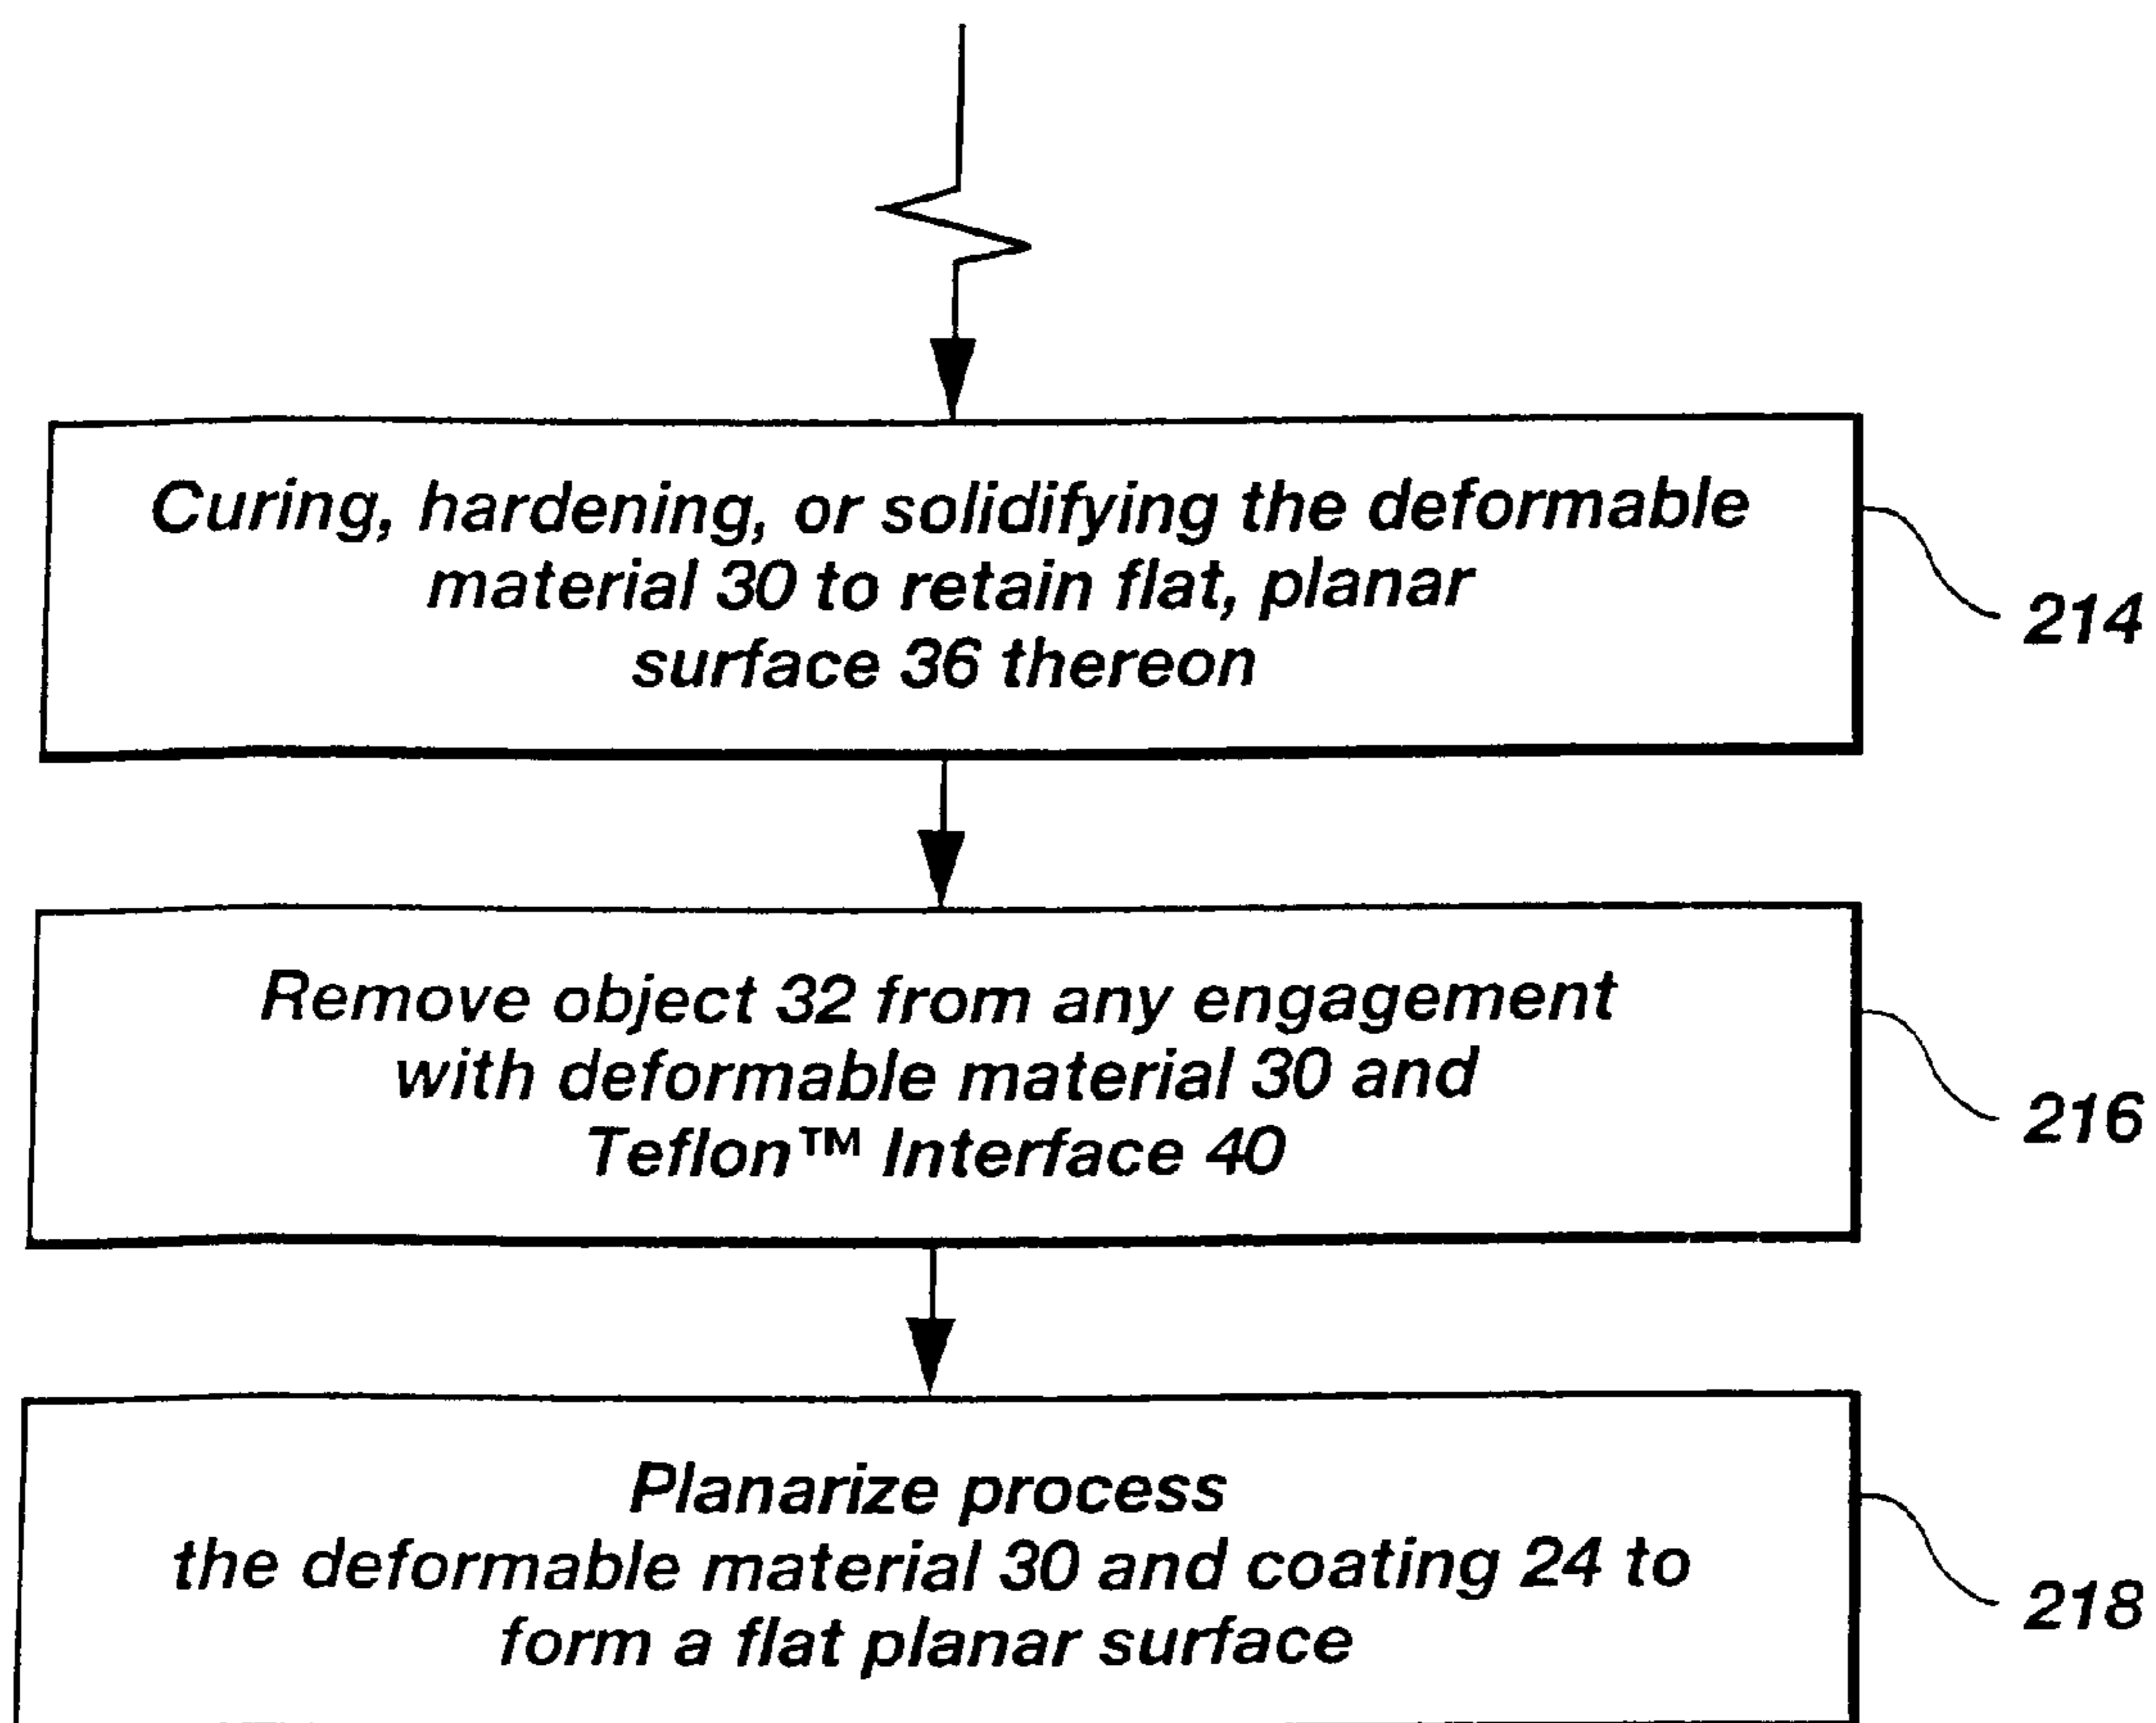 Curing, hardening, or solidifying the deformable
material 30 to retain flat, planar
surface 36 thereon
214
Remove object 32 from any engagement
with deformable material 30 and
Teflon™ Interface 40
216
Planarize process
the deformable material 30 and coating 24 to
form a flat planar surface
218